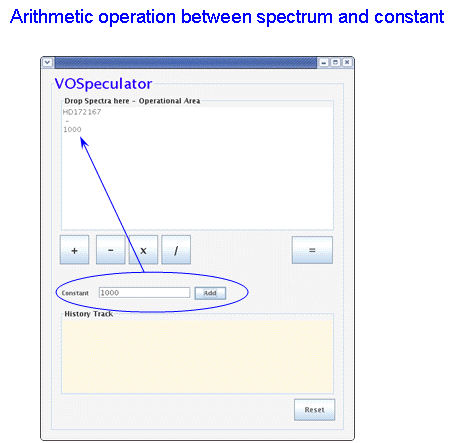 Arithmetic operation between spectrum and constant
VOSpeculator
Drop Spectra here - Operational Area
HD172167
-
1000
+ - x / =
Constant 1000 Add
History Track
Reset